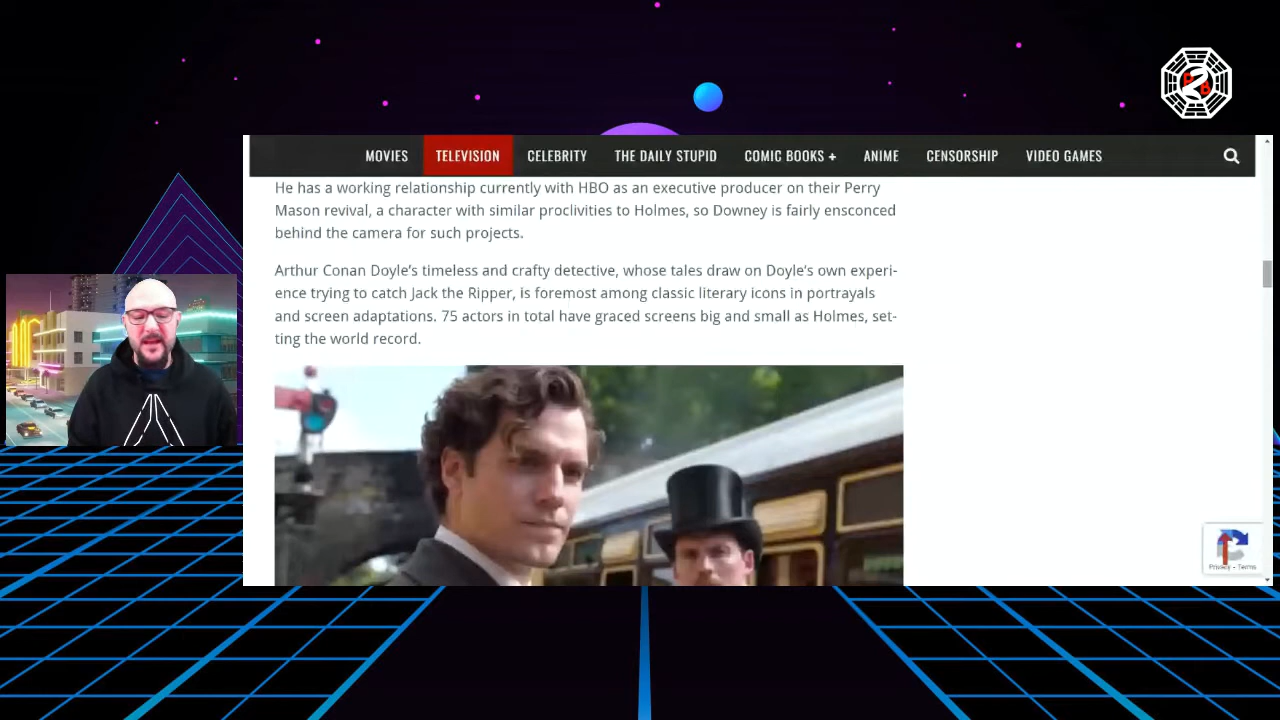 MOVIES TELEVISION CELEBRITY THE DAILY STUPID COMIC BOOKS + ANIME CENSORSHIP VIDEO GAMES
He has a working relationship currently with HBO as an executive producer on their Perry
Mason revival, a character with similar proclivities to Holmes, so Downey is fairly ensconced
behind the camera for such projects.
Arthur Conan Doyle’s timeless and crafty detective, whose tales draw on Doyle’s own experi-
ence trying to catch Jack the Ripper, is foremost among classic literary icons in portrayals
and screen adaptations. 75 actors in total have graced screens big and small as Holmes, set-
ting the world record.
Privacy - Terms